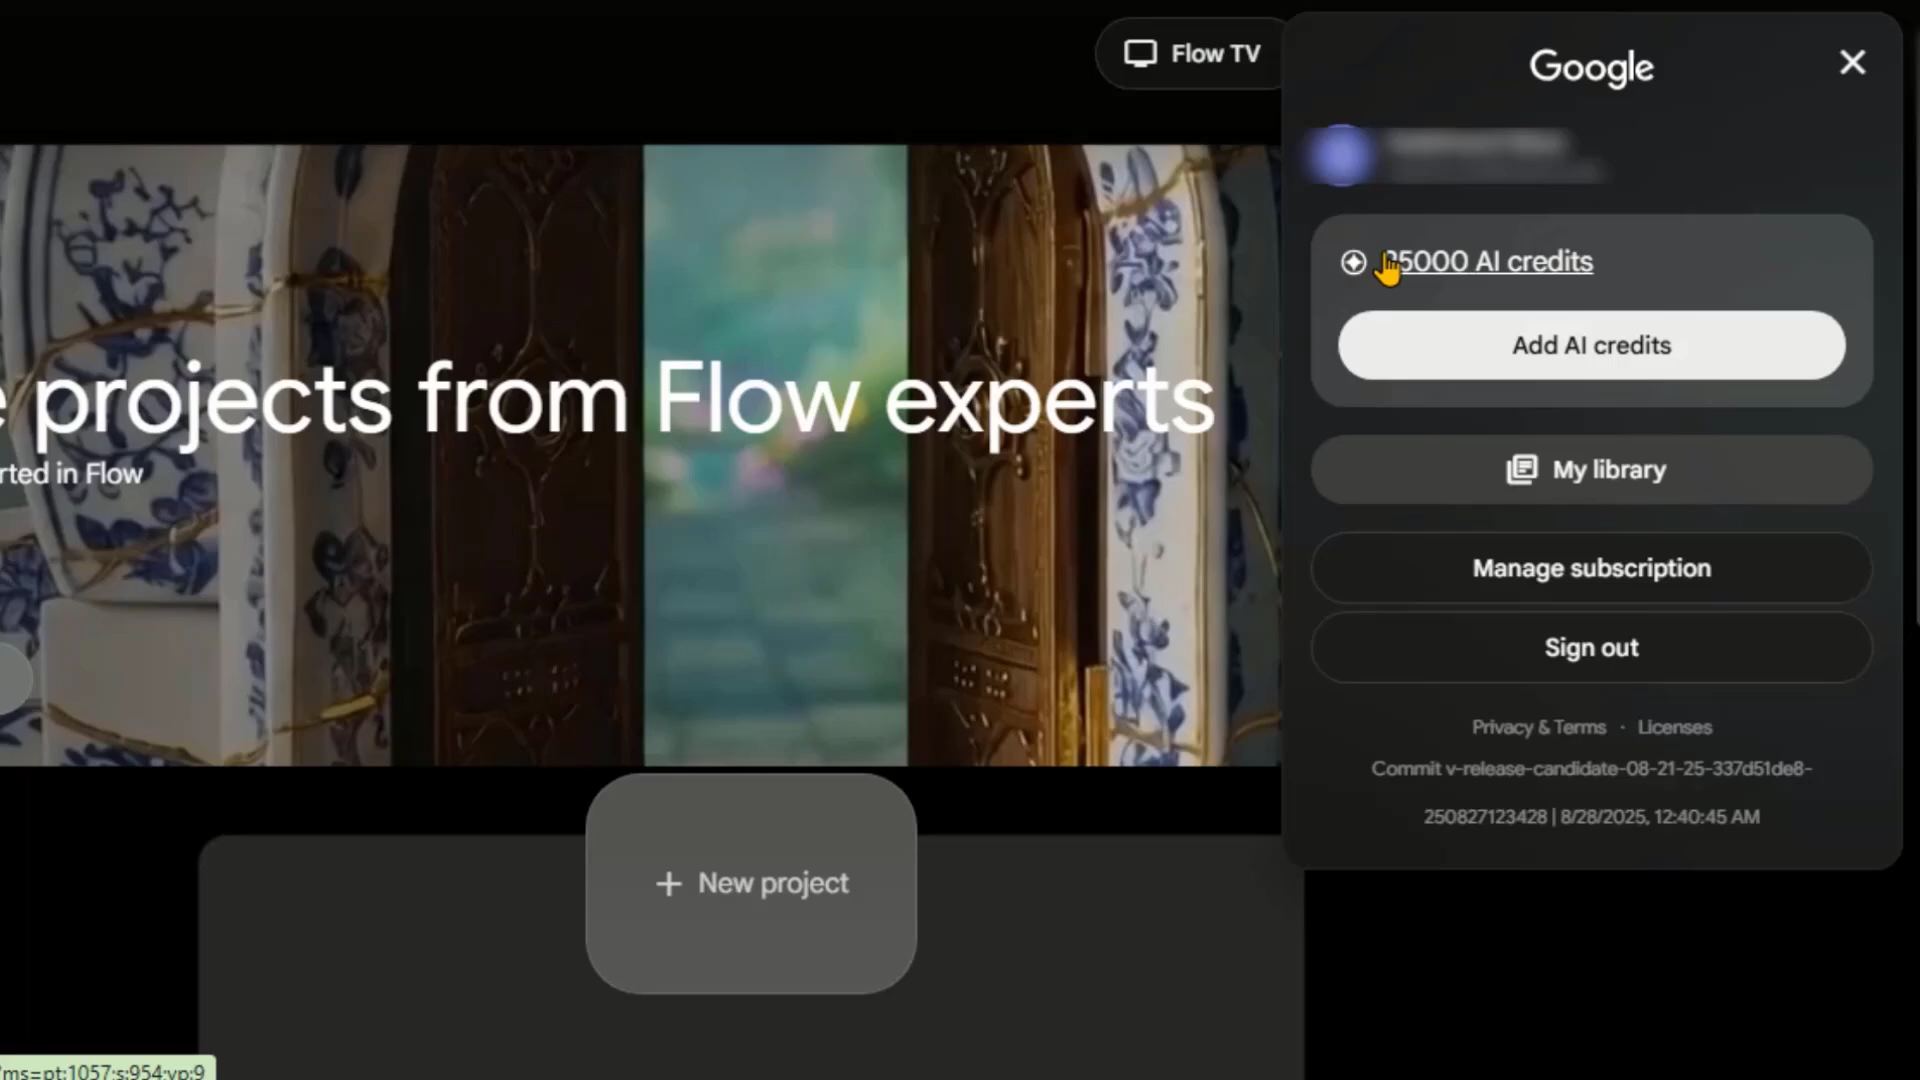 Flow TV
Google
5000 AI credits
Add AI credits
projects from Flow experts
rted in Flow
My library
Manage subscription
Sign out
Privacy & Terms · Licenses
Commit v-release-candidate-08-21-25-337d51de8-
250827123428 | 8/28/2025, 12:40:45 AM
+ New project
ms=pt:1057:s:954:vp:9